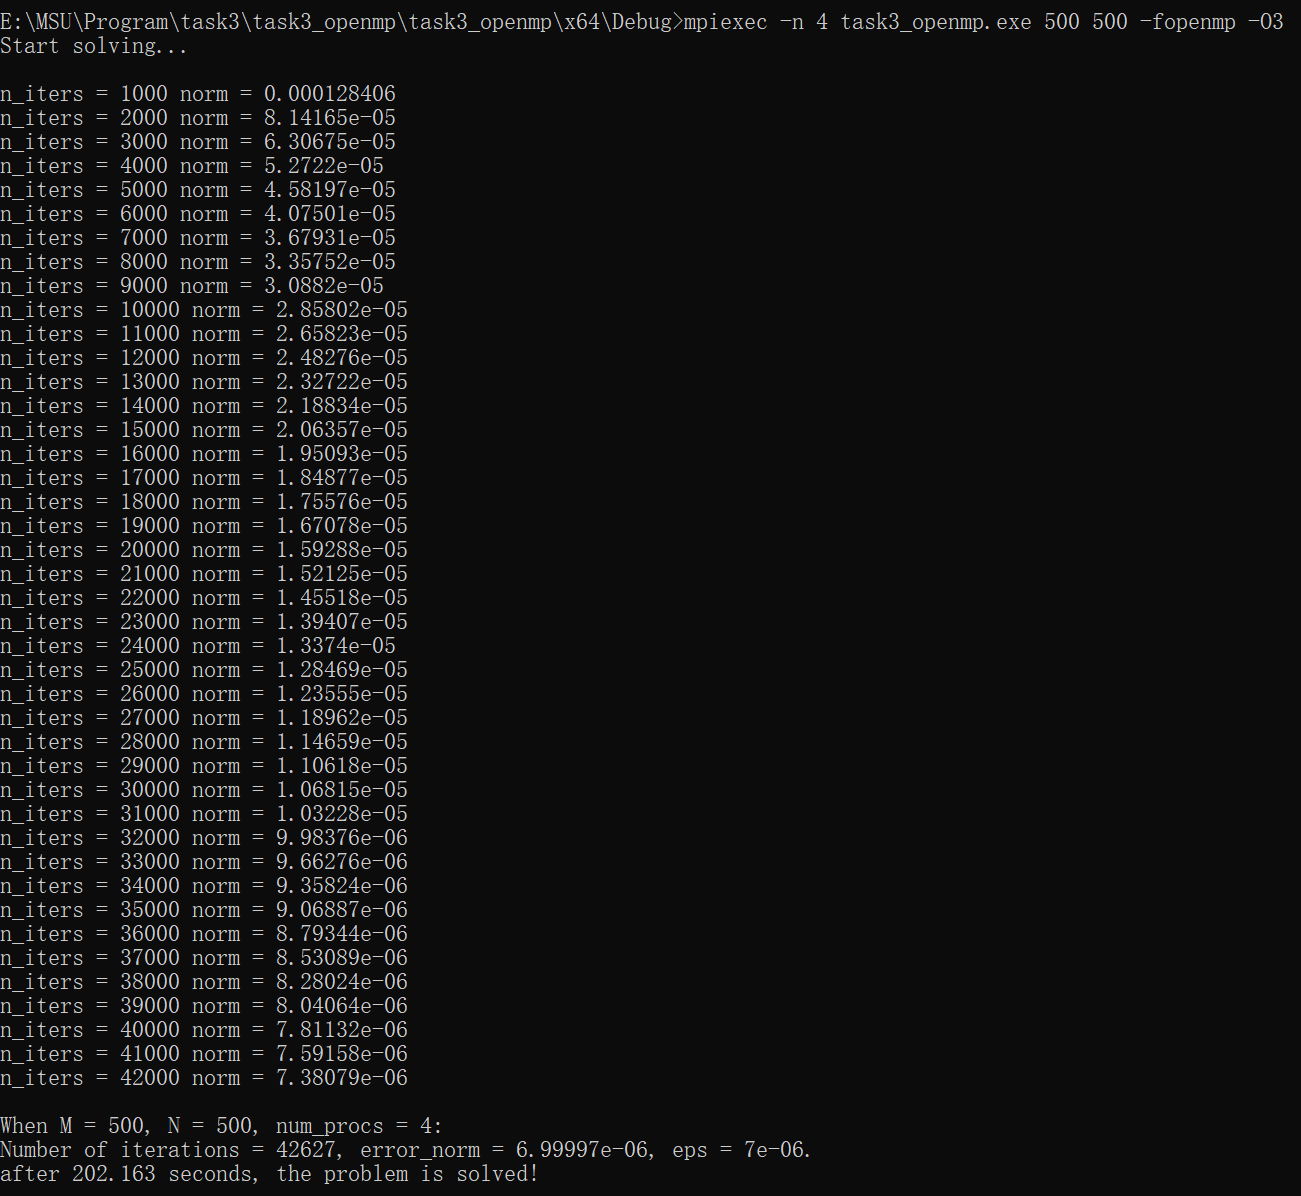 E:\MSU\Program\task3\task3_openmp\task3_openmp\x64\Debug>mpiexec -n 4 task3_openmp.exe 500 500 -fopenmp -O3
Start solving...
n_iters = 1000 norm = 0.000128406
n_iters = 2000 norm = 8.14165e-05
n_iters = 3000 norm = 6.30675e-05
n_iters = 4000 norm = 5.2722e-05
n_iters = 5000 norm = 4.58197e-05
n_iters = 6000 norm = 4.07501e-05
n_iters = 7000 norm = 3.67931e-05
n_iters = 8000 norm = 3.35752e-05
n_iters = 9000 norm = 3.0882e-05
n_iters = 10000 norm = 2.85802e-05
n_iters = 11000 norm = 2.65823e-05
n_iters = 12000 norm = 2.48276e-05
n_iters = 13000 norm = 2.32722e-05
n_iters = 14000 norm = 2.18834e-05
n_iters = 15000 norm = 2.06357e-05
n_iters = 16000 norm = 1.95093e-05
n_iters = 17000 norm = 1.84877e-05
n_iters = 18000 norm = 1.75576e-05
n_iters = 19000 norm = 1.67078e-05
n_iters = 20000 norm = 1.59288e-05
n_iters = 21000 norm = 1.52125e-05
n_iters = 22000 norm = 1.45518e-05
n_iters = 23000 norm = 1.39407e-05
n_iters = 24000 norm = 1.3374e-05
n_iters = 25000 norm = 1.28469e-05
n_iters = 26000 norm = 1.23555e-05
n_iters = 27000 norm = 1.18962e-05
n_iters = 28000 norm = 1.14659e-05
n_iters = 29000 norm = 1.10618e-05
n_iters = 30000 norm = 1.06815e-05
n_iters = 31000 norm = 1.03228e-05
n_iters = 32000 norm = 9.98376e-06
n_iters = 33000 norm = 9.66276e-06
n_iters = 34000 norm = 9.35824e-06
n_iters = 35000 norm = 9.06887e-06
n_iters = 36000 norm = 8.79344e-06
n_iters = 37000 norm = 8.53089e-06
n_iters = 38000 norm = 8.28024e-06
n_iters = 39000 norm = 8.04064e-06
n_iters = 40000 norm = 7.81132e-06
n_iters = 41000 norm = 7.59158e-06
n_iters = 42000 norm = 7.38079e-06
When M = 500, N = 500, num_procs = 4:
Number of iterations = 42627, error_norm = 6.99997e-06, eps = 7e-06.
after 202.163 seconds, the problem is solved!